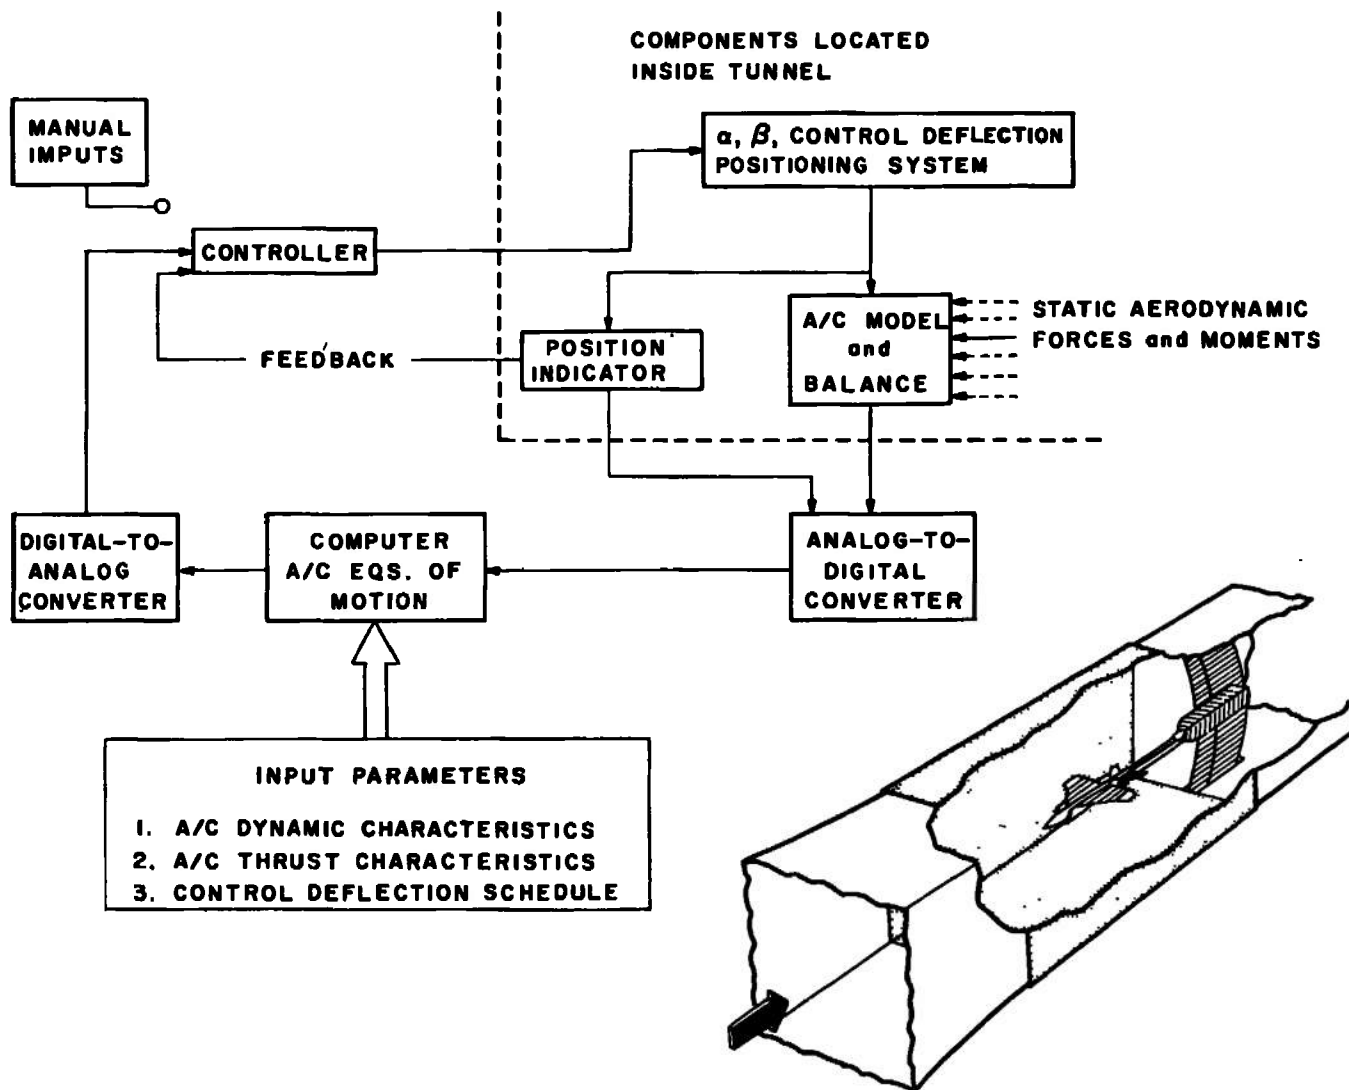 COMPONENTS LOCATED
INSIDE TUNNEL
MANUAL
IMPUTS
α, β, CONTROL DEFLECTION
POSITIONING SYSTEM
CONTROLLER
A/C MODEL
and
BALANCE
STATIC AERODYNAMIC
FORCES and MOMENTS
POSITION
INDICATOR
FEEDBACK
DIGITAL-TO-
ANALOG
CONVERTER
COMPUTER
A/C EQS. OF
MOTION
ANALOG-TO-
DIGITAL
CONVERTER
INPUT PARAMETERS
1. A/C DYNAMIC CHARACTERISTICS
2. A/C THRUST CHARACTERISTICS
3. CONTROL DEFLECTION SCHEDULE